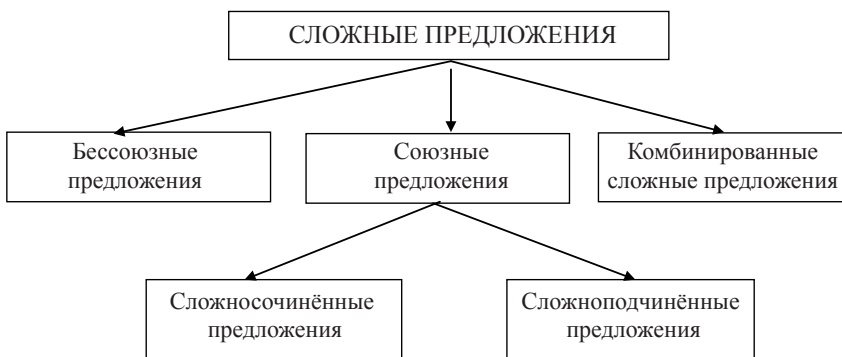 СЛОЖНЫЕ ПРЕДЛОЖЕНИЯ
Бессоюзные
предложения
Союзные
предложения
Комбинированные
сложные предложения
Сложносочинённые
предложения
Сложноподчинённые
предложения